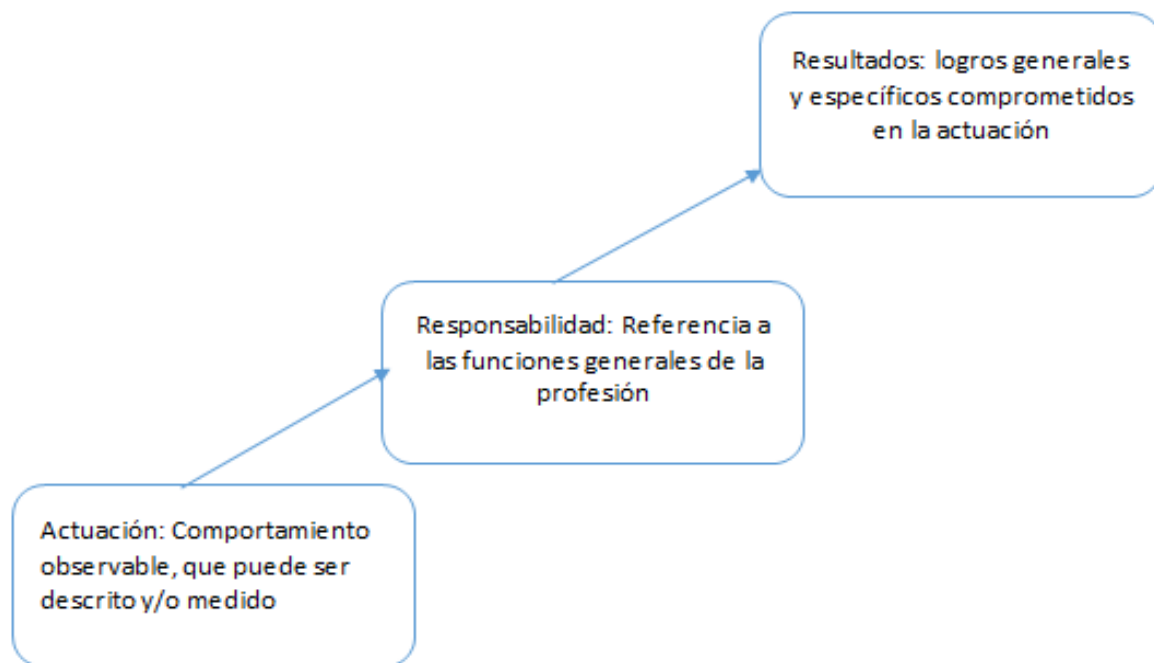 Resultados: logros generales
y específicos comprometidos
en la actuación
Responsabilidad: Referencia a
las funciones generales de la
profesión
Actuación: Comportamiento
observable, que puede ser
descrito y/o medido